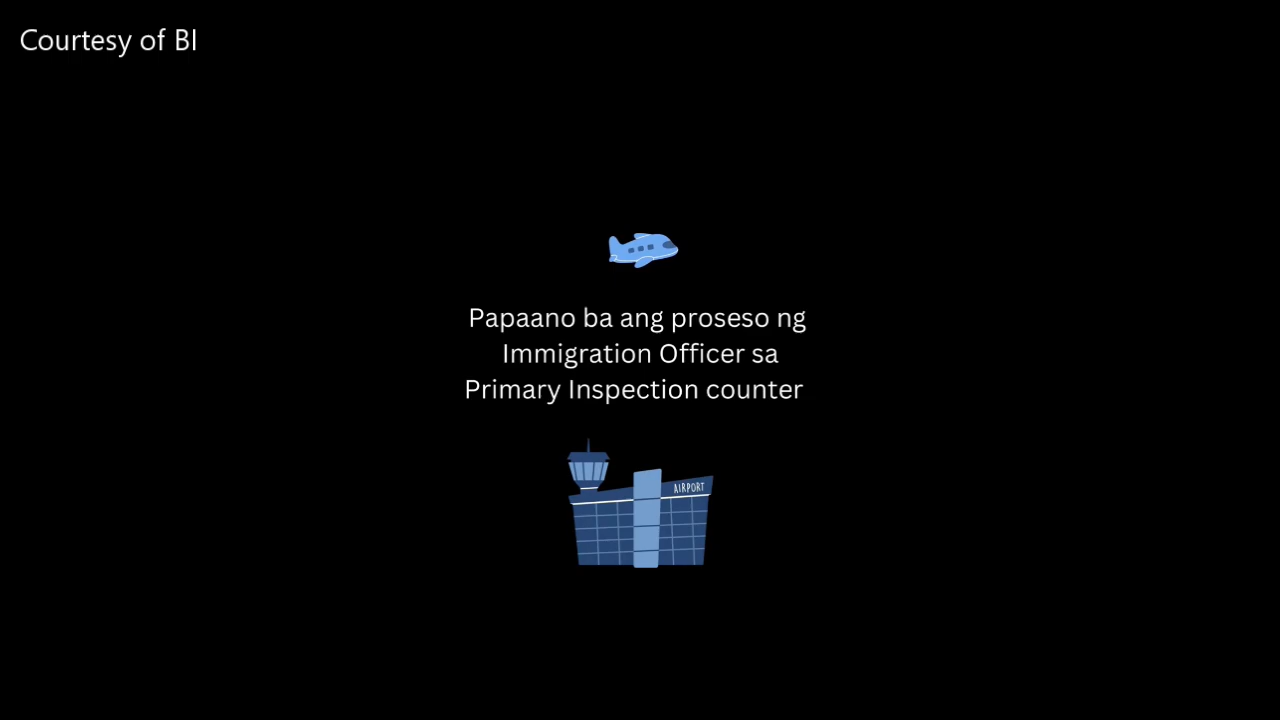 Courtesy of BI
Papaano ba ang proseso ng
Immigration Officer sa
Primary Inspection counter
AIRPORT